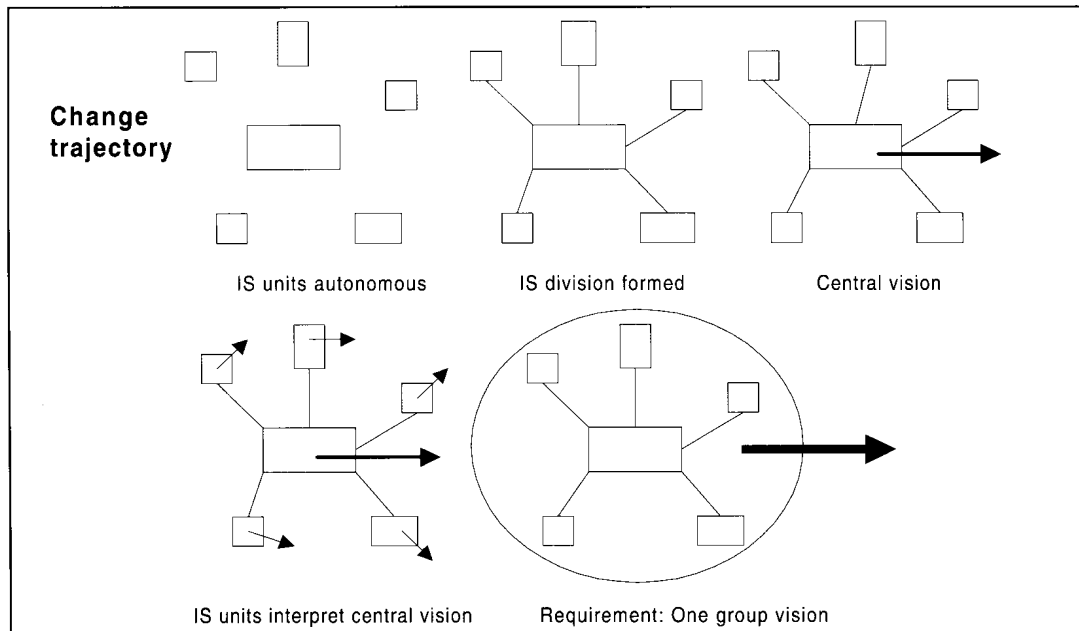 Change
trajectory
IS units autonomous
IS division formed
Central vision
IS units interpret central vision
Requirement: One group vision